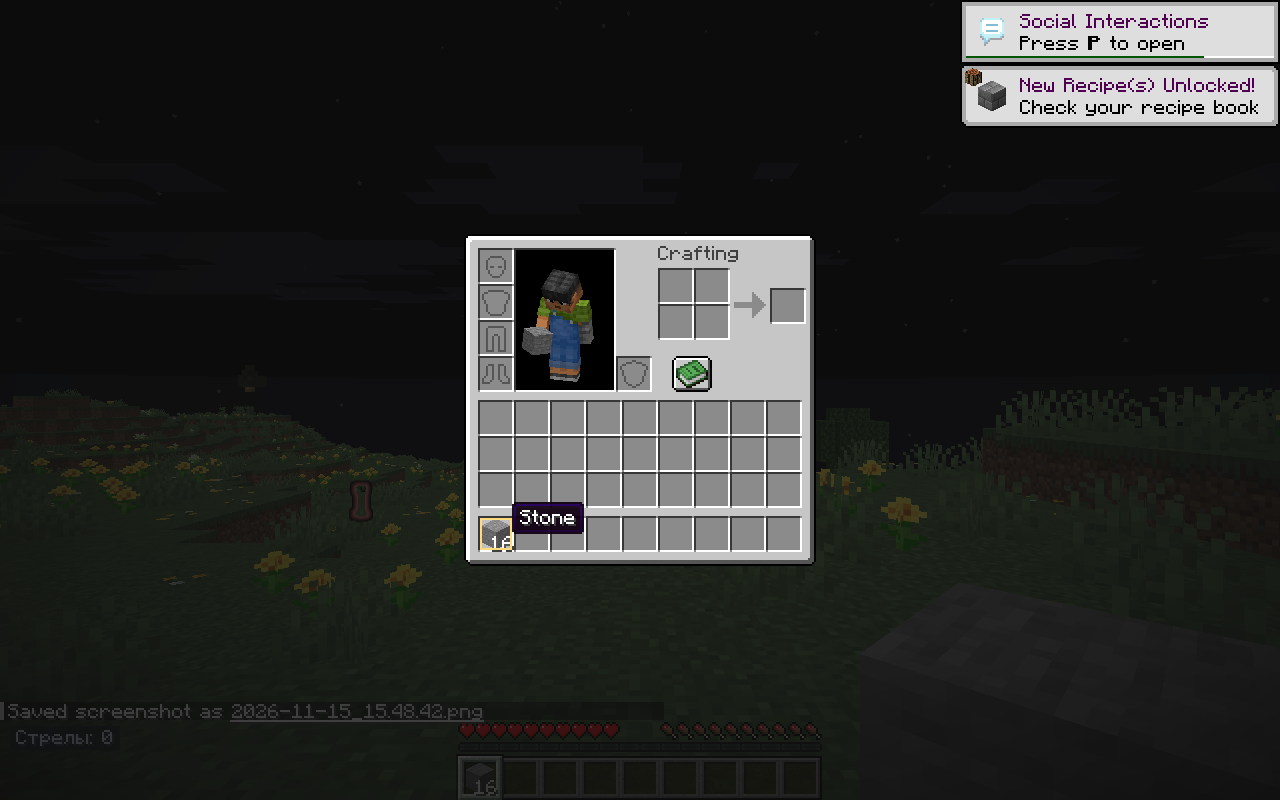 Social Interactions
Press P to open
New Recipe(s) Unlocked!
Check your recipe book
Crafting
Stone
16
Saved screenshot as 2026-11-15_15.48.42.png
Стрелы: 0
16